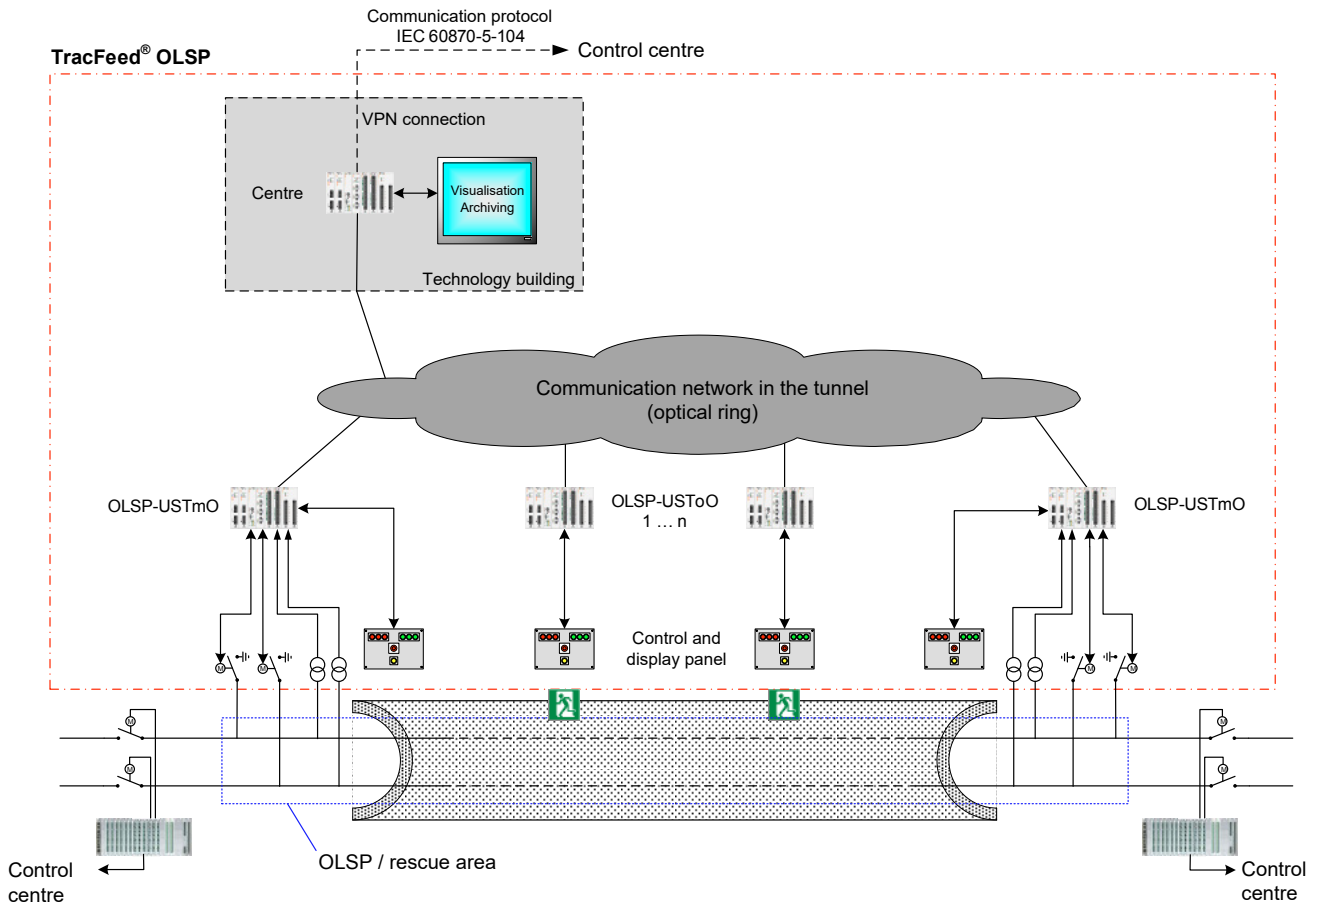 Communication protocol
IEC 60870-5-104
TracFeed® OLSP
Control centre
VPN connection
Centre
Visualisation
Archiving
Technology building
Communication network in the tunnel
(optical ring)
OLSP-USTmO
OLSP-USToO
1 ... n
OLSP-USTmO
Control and
display panel
M
M
M
M
M
M
M
M
OLSP / rescue area
Control
centre
Control
centre